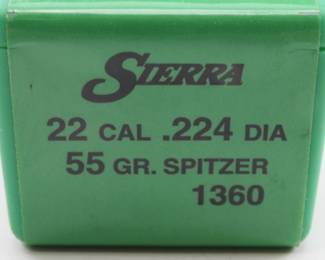 SIERRA
22 CAL .224 DIA
55 GR. SPITZER
1360